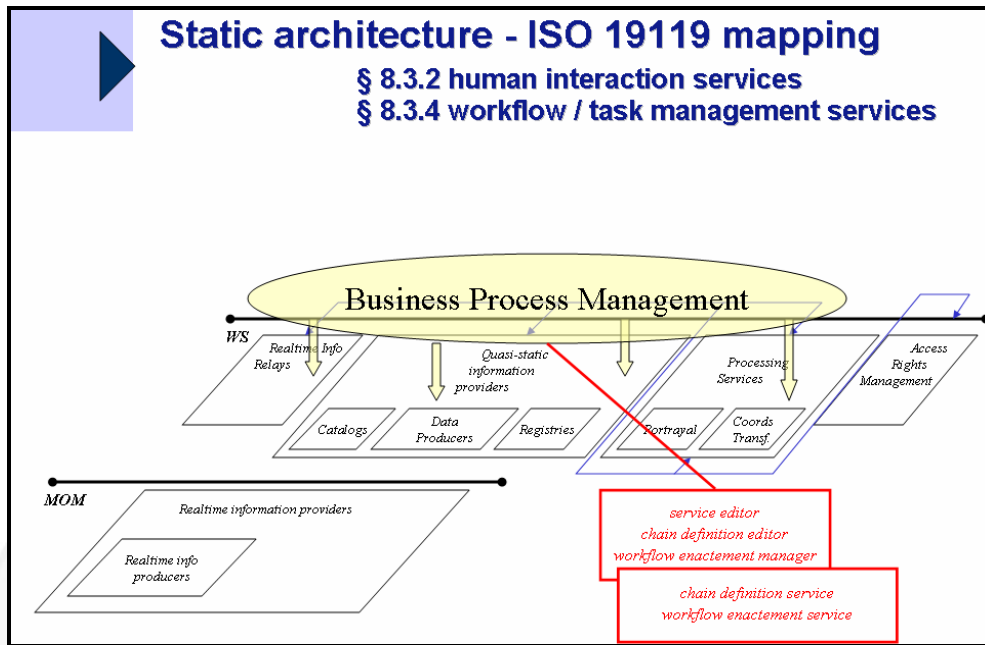 Static architecture - ISO 19119 mapping
§ 8.3.2 human interaction services
§ 8.3.4 workflow / task management services
Business Process Management
WS
Realtime Info
Relays
Quasi-static
information
providers
Processing
Services
Access
Rights
Management
Catalogs
Data
Producers
Registries
Portrayal
Coords
Transf.
MOM
Realtime information providers
Realtime info
producers
service editor
chain definition editor
workflow enactement manager
chain definition service
workflow enactement service